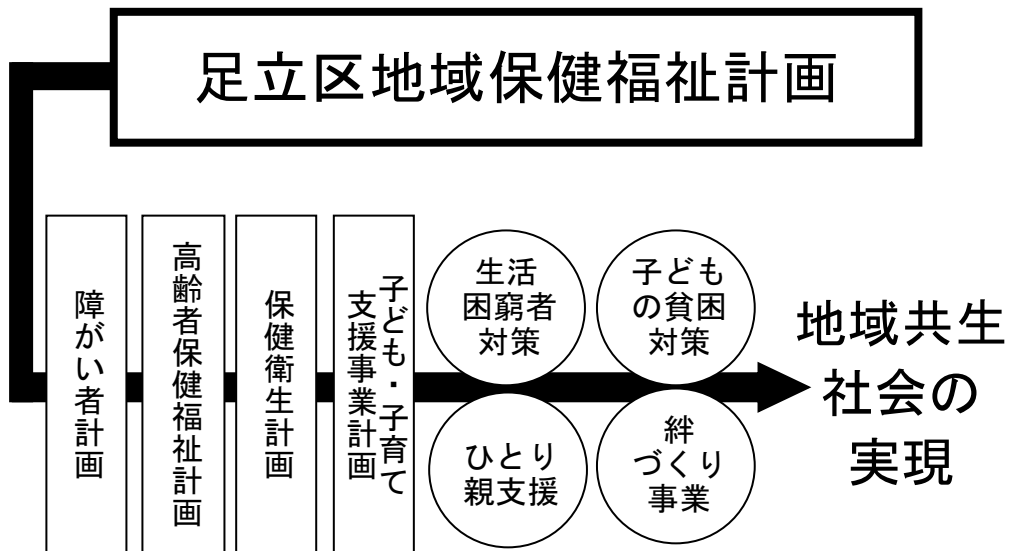 足立区地域保健福祉計画
障がい者計画
高齢者保健福祉計画
保健衛生計画
子ども・子育て
支援事業計画
生活
困窮者
対策
子ども
の貧困
対策
ひとり
親支援
絆
づくり
事業
地域共生
社会の
実現